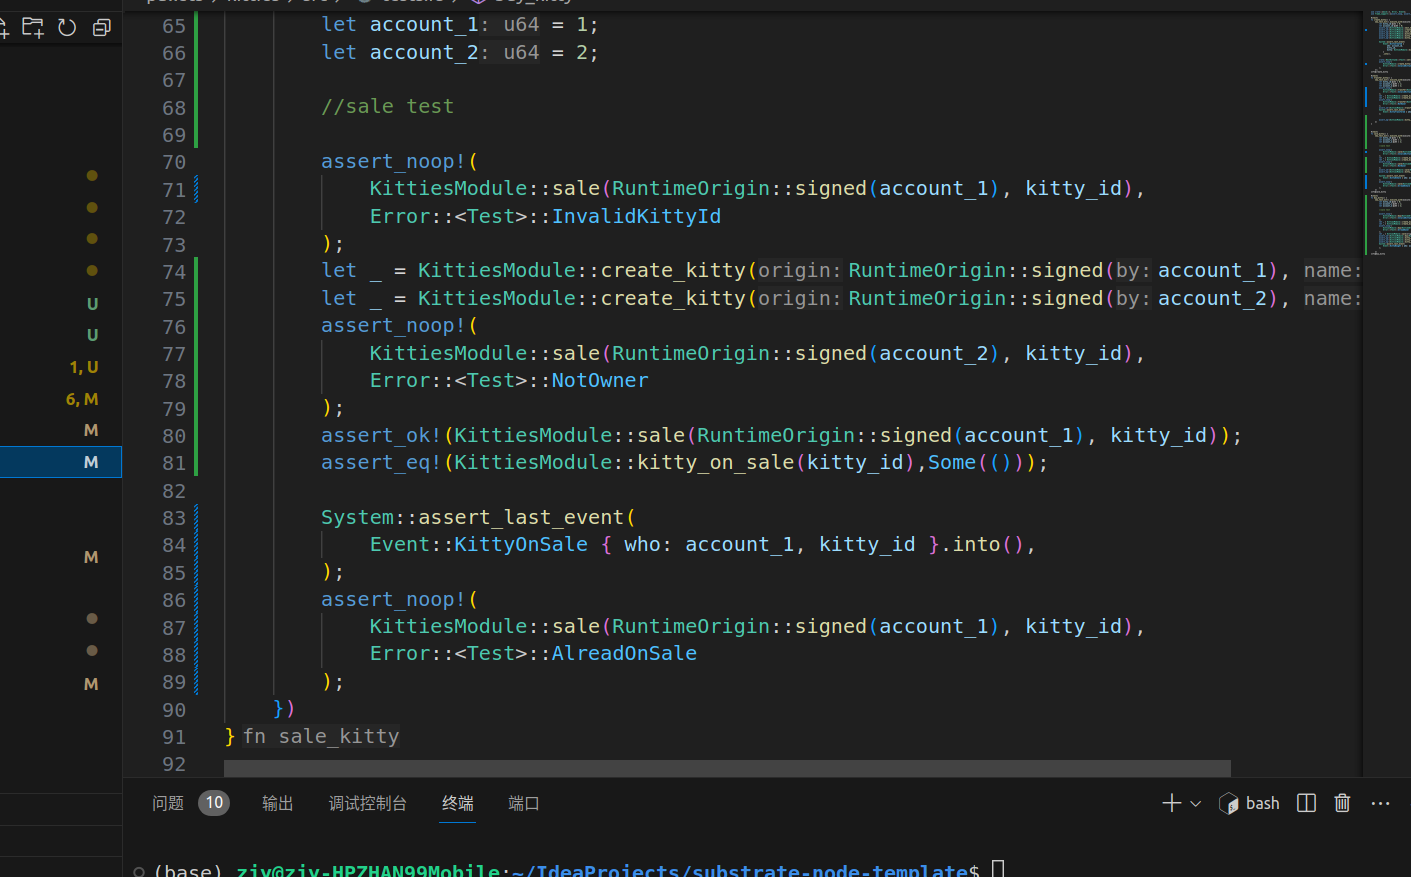 65 let account_1: u64 = 1;
66 let account_2: u64 = 2;
67
68 //sale test
69
70 assert_noop!(
71 KittiesModule::sale(RuntimeOrigin::signed(account_1), kitty_id),
72 Error::<Test>::InvalidKittyId
73 );
74 let _ = KittiesModule::create_kitty(origin: RuntimeOrigin::signed(by: account_1), name:
75 let _ = KittiesModule::create_kitty(origin: RuntimeOrigin::signed(by: account_2), name:
76 assert_noop!(
77 KittiesModule::sale(RuntimeOrigin::signed(account_2), kitty_id),
78 Error::<Test>::NotOwner
79 );
80 assert_ok!(KittiesModule::sale(RuntimeOrigin::signed(account_1), kitty_id));
81 assert_eq!(KittiesModule::kitty_on_sale(kitty_id),Some(()));
82
83 System::assert_last_event(
84 Event::KittyOnSale { who: account_1, kitty_id }.into(),
85 );
86 assert_noop!(
87 KittiesModule::sale(RuntimeOrigin::signed(account_1), kitty_id),
88 Error::<Test>::AlreadOnSale
89 );
90 })
91 } fn sale_kitty
92
U
U
1, U
6, M
M
M
M
M
问题 10 输出 调试控制台 终端 端口 bash
(base) ziy@ziy-HPZHAN99Mobile:~/IdeaProjects/substrate-node-template$